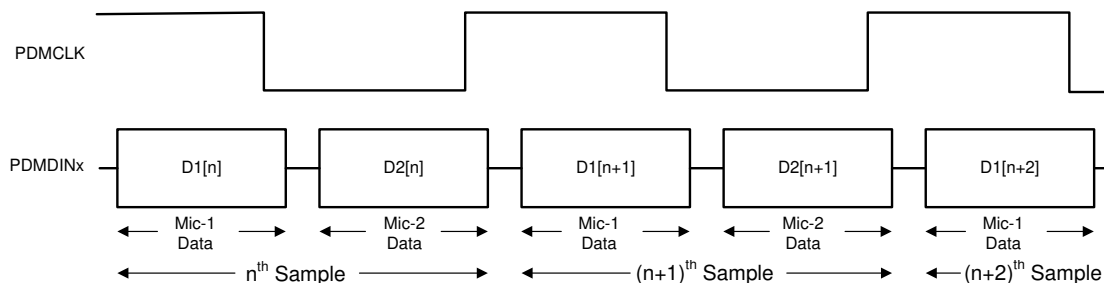 PDMCLK
PDMDINx
D1[n]
D2[n]
D1[n+1]
D2[n+1]
D1[n+2]
Mic-1
Data
Mic-2
Data
Mic-1
Data
Mic-2
Data
Mic-1
Data
nth Sample
(n+1)th Sample
(n+2)th Sample